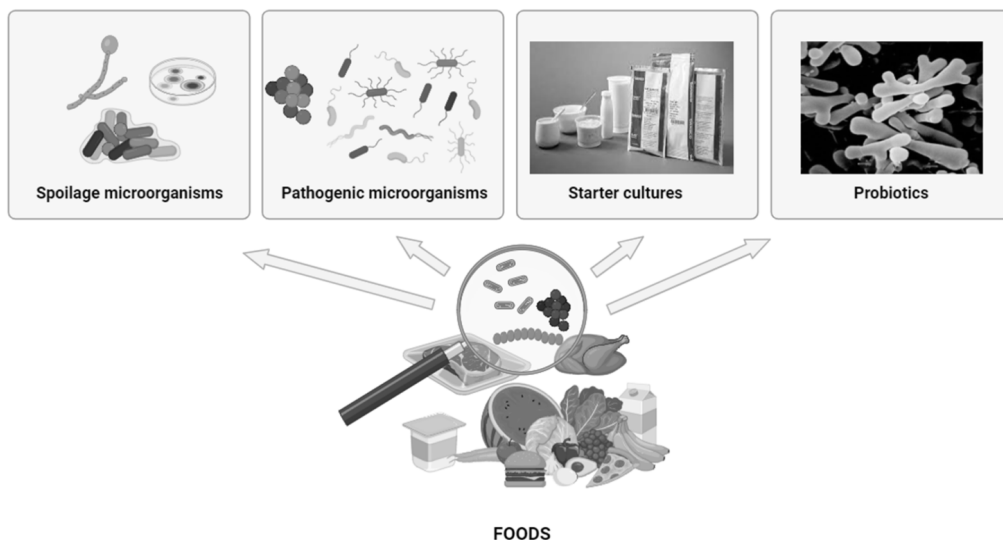 Spoilage microorganisms
Pathogenic microorganisms
Starter cultures
Probiotics
FOODS